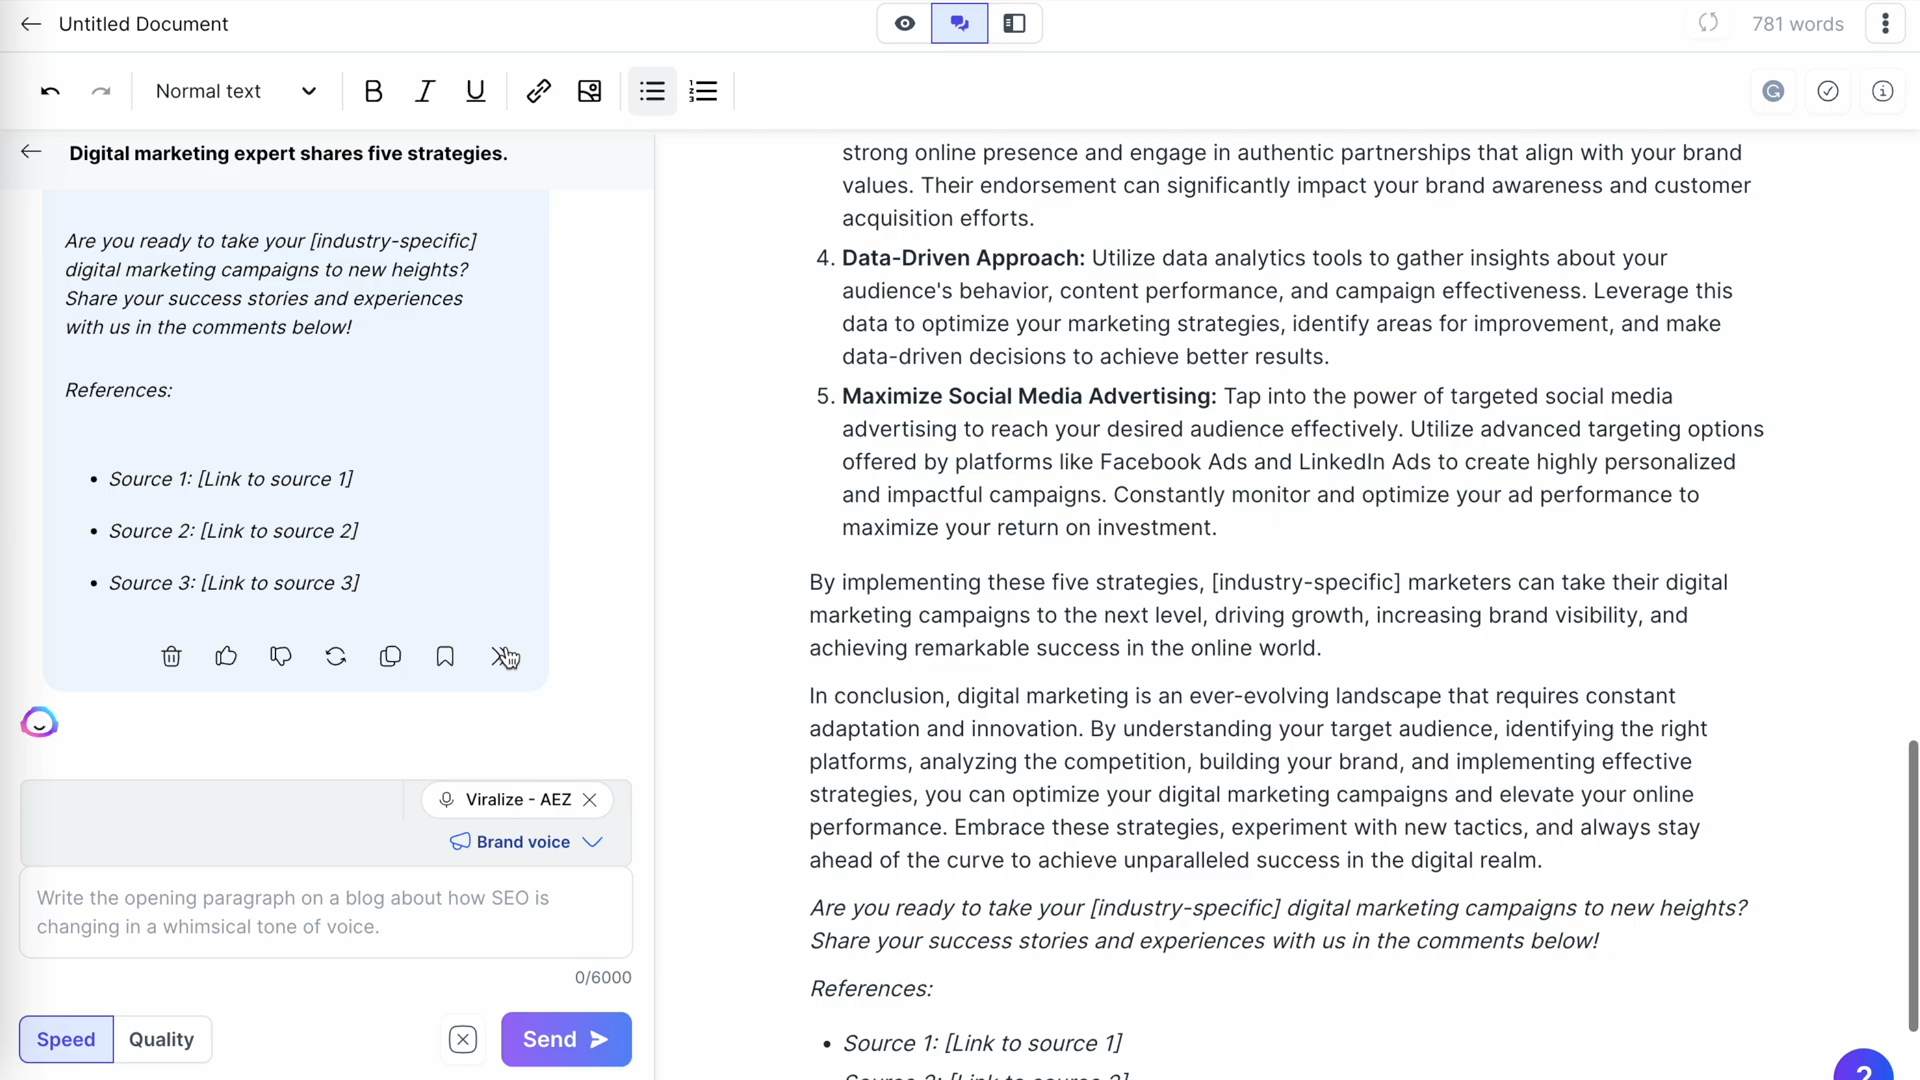 Untitled Document
781 words
Normal text
Digital marketing expert shares five strategies.
Are you ready to take your [industry-specific]
digital marketing campaigns to new heights?
Share your success stories and experiences
with us in the comments below!
References:
• Source 1: [Link to source 1]
• Source 2: [Link to source 2]
• Source 3: [Link to source 3]
Viralize - AEZ
Brand voice
Write the opening paragraph on a blog about how SEO is
changing in a whimsical tone of voice.
0/6000
Speed
Quality
Send
strong online presence and engage in authentic partnerships that align with your brand
values. Their endorsement can significantly impact your brand awareness and customer
acquisition efforts.
4. Data-Driven Approach: Utilize data analytics tools to gather insights about your
audience's behavior, content performance, and campaign effectiveness. Leverage this
data to optimize your marketing strategies, identify areas for improvement, and make
data-driven decisions to achieve better results.
5. Maximize Social Media Advertising: Tap into the power of targeted social media
advertising to reach your desired audience effectively. Utilize advanced targeting options
offered by platforms like Facebook Ads and LinkedIn Ads to create highly personalized
and impactful campaigns. Constantly monitor and optimize your ad performance to
maximize your return on investment.
By implementing these five strategies, [industry-specific] marketers can take their digital
marketing campaigns to the next level, driving growth, increasing brand visibility, and
achieving remarkable success in the online world.
In conclusion, digital marketing is an ever-evolving landscape that requires constant
adaptation and innovation. By understanding your target audience, identifying the right
platforms, analyzing the competition, building your brand, and implementing effective
strategies, you can optimize your digital marketing campaigns and elevate your online
performance. Embrace these strategies, experiment with new tactics, and always stay
ahead of the curve to achieve unparalleled success in the digital realm.
Are you ready to take your [industry-specific] digital marketing campaigns to new heights?
Share your success stories and experiences with us in the comments below!
References:
• Source 1: [Link to source 1]